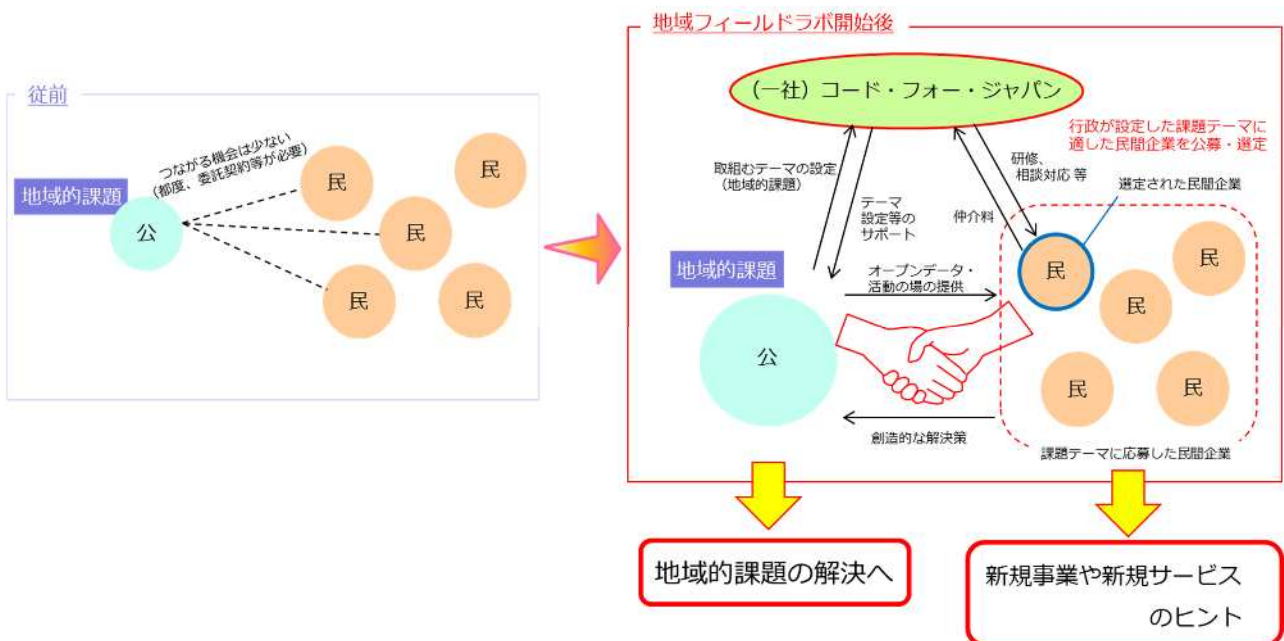 従前
つながる機会は少ない
（都度、委託契約等が必要）
地域的課題
公
民
民
民
民
民
地域フィールドラボ開始後
（一社）コード・フォー・ジャパン
行政が設定した課題テーマに
適した民間企業を公募・選定
取組むテーマの設定
（地域的課題）
テーマ
設定等の
サポート
仲介料
研修、
相談対応 等
選定された民間企業
地域的課題
オープンデータ・
活動の場の提供
公
民
民
民
民
民
創造的な解決策
課題テーマに応募した民間企業
地域的課題の解決へ
新規事業や新規サービス
のヒント